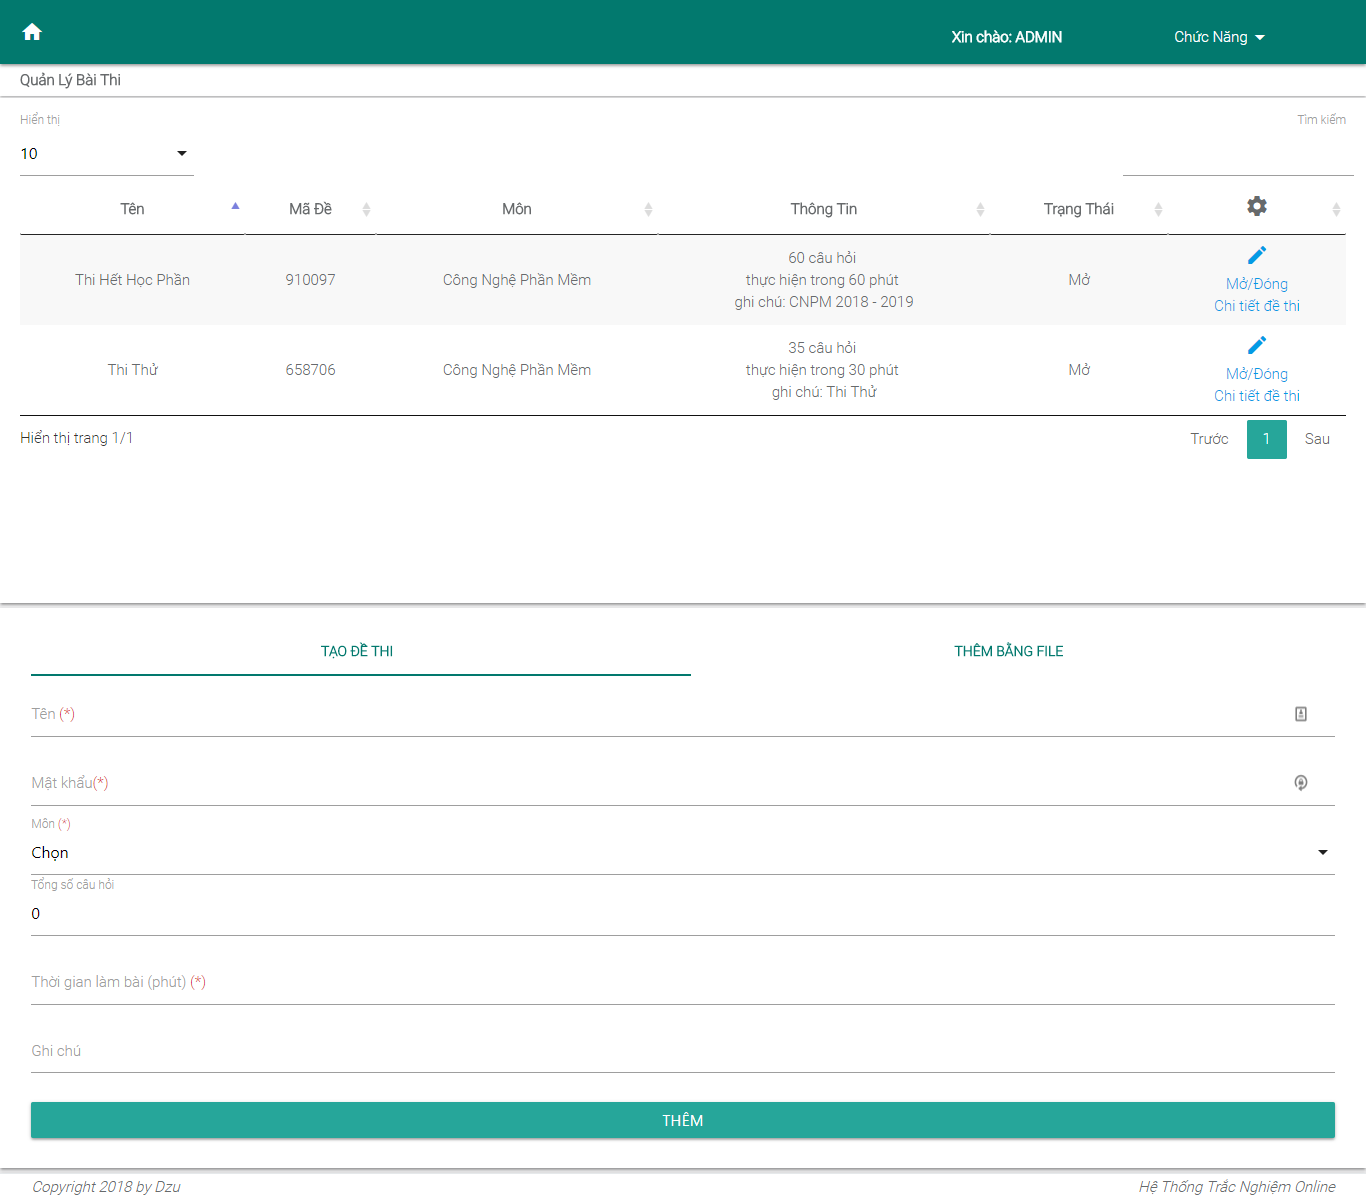 Xin chào: ADMIN
Chức Năng
Quản Lý Bài Thi
Hiển thị
Tìm kiếm
10
Tên
Mã Đề
Môn
Thông Tin
Trạng Thái
Thi Hết Học Phần
910097
Công Nghệ Phần Mềm
60 câu hỏi
thực hiện trong 60 phút
ghi chú: CNPM 2018 - 2019
Mở
Mở/Đóng
Chi tiết đề thi
Thi Thử
658706
Công Nghệ Phần Mềm
35 câu hỏi
thực hiện trong 30 phút
ghi chú: Thi Thử
Mở
Mở/Đóng
Chi tiết đề thi
Hiển thị trang 1/1
Trước
1
Sau
TẠO ĐỀ THI
THÊM BẰNG FILE
Tên (*)
Mật khẩu(*)
Môn (*)
Chọn
Tổng số câu hỏi
0
Thời gian làm bài (phút) (*)
Ghi chú
THÊM
Copyright 2018 by Dzu
Hệ Thống Trắc Nghiệm Online